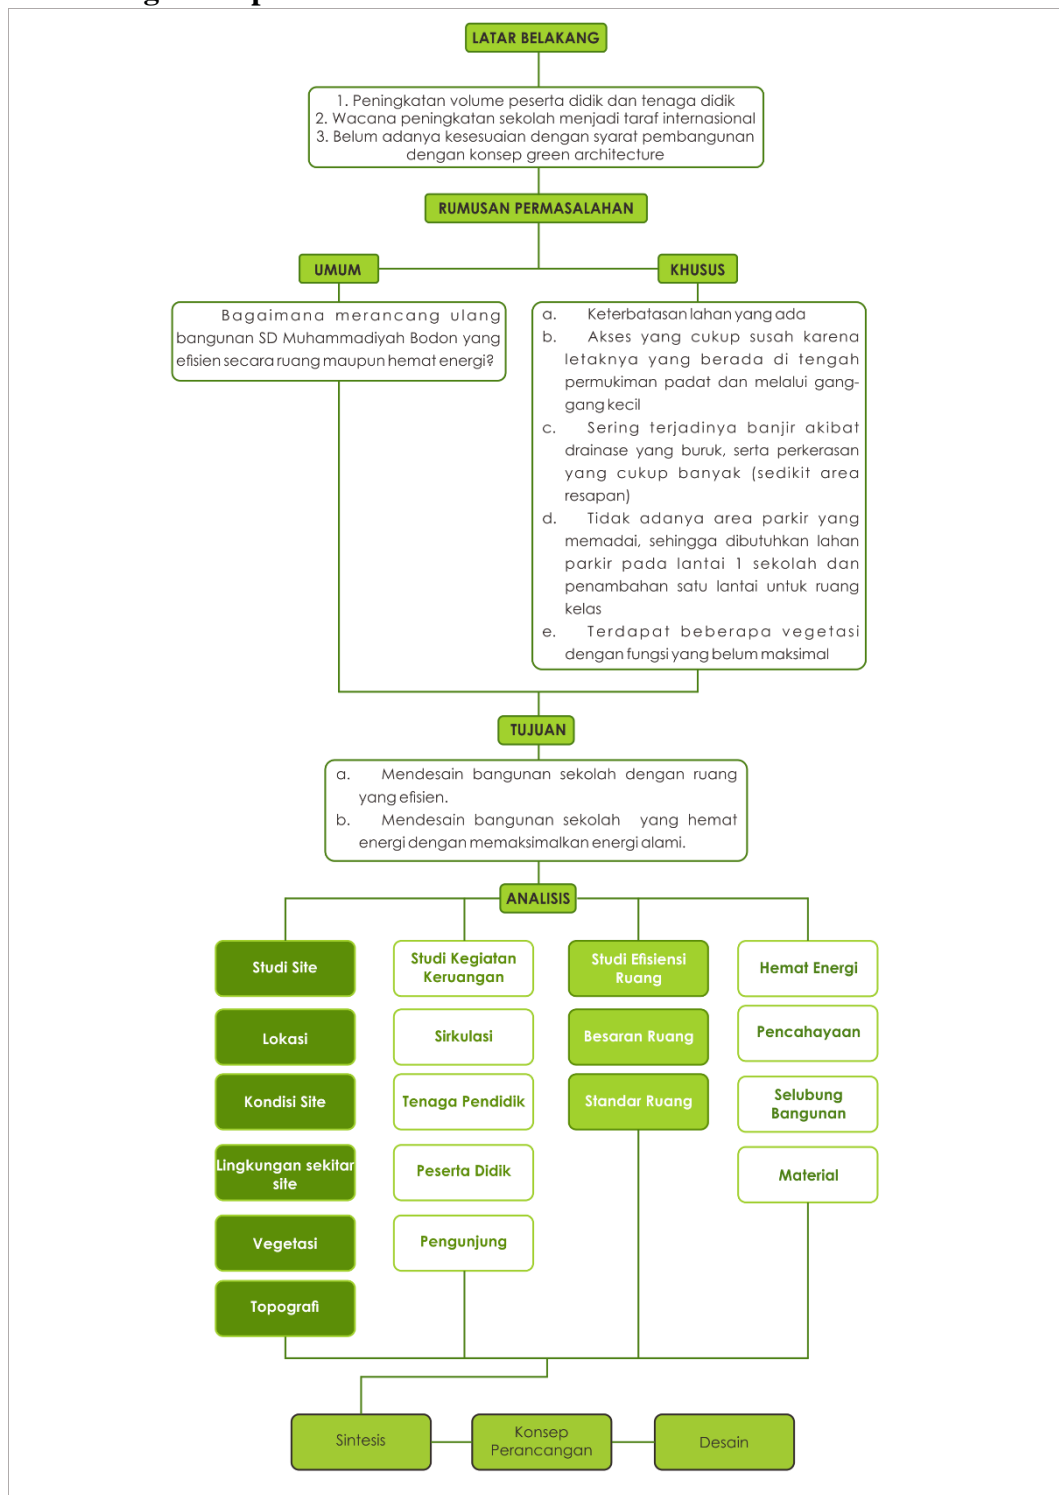 LATAR BELAKANG
1. Peningkatan volume peserta didik dan tenaga didik
2. Wacana peningkatan sekolah menjadi taraf internasional
3. Belum adanya kesesuaian dengan syarat pembangunan
dengan konsep green architecture
RUMUSAN PERMASALAHAN
UMUM
Bagaimana merancang ulang
bangunan SD Muhammadiyah Bodon yang
efisien secara ruang maupun hemat energi?
KHUSUS
a. Keterbatasan lahan yang ada
b. Akses yang cukup susah karena
letaknya yang berada di tengah
permukiman padat dan melalui gang-
gang kecil
c. Sering terjadinya banjir akibat
drainase yang buruk, serta perkerasan
yang cukup banyak (sedikit area
resapan)
d. Tidak adanya area parkir yang
memadai, sehingga dibutuhkan lahan
parkir pada lantai 1 sekolah dan
penambahan satu lantai untuk ruang
kelas
e. Terdapat beberapa vegetasi
dengan fungsi yang belum maksimal
TUJUAN
a. Mendesain bangunan sekolah dengan ruang
yang efisien.
b. Mendesain bangunan sekolah yang hemat
energi dengan memaksimalkan energi alami.
ANALISIS
Studi Site
Lokasi
Kondisi Site
Lingkungan sekitar
site
Vegetasi
Topografi
Studi Kegiatan
Keruangan
Sirkulasi
Tenaga Pendidik
Peserta Didik
Pengunjung
Studi Efisiensi
Ruang
Besaran Ruang
Standar Ruang
Hemat Energi
Pencahayaan
Selubung
Bangunan
Material
Sintesis
Konsep
Perancangan
Desain